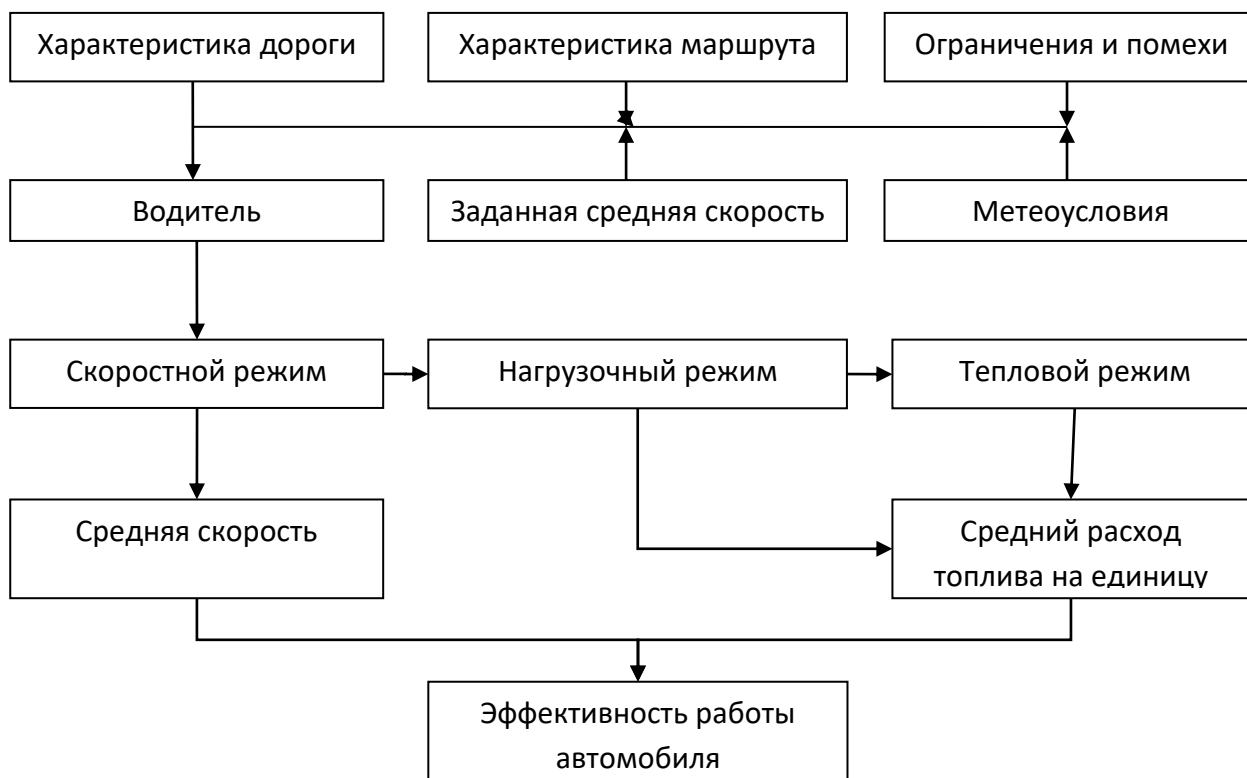 Характеристика дороги
Характеристика маршрута
Ограничения и помехи
Водитель
Заданная средняя скорость
Метеоусловия
Скоростной режим
Нагрузочный режим
Тепловой режим
Средняя скорость
Средний расход
топлива на единицу
Эффективность работы
автомобиля